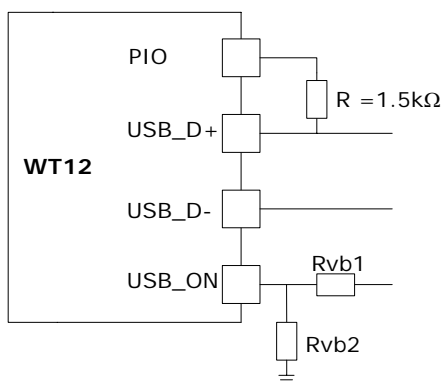 PIO
R =1.5kΩ
USB_D+
WT12
USB_D-
USB_ON
Rvb1
Rvb2